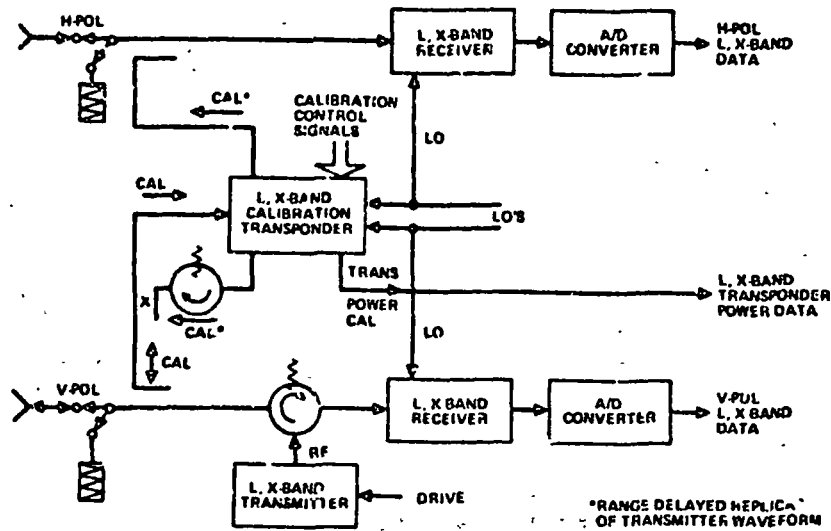 H-POL
L, X-BAND
RECEIVER
A/D
CONVERTER
H-POL
L, X-BAND
DATA
CAL*
CALIBRATION
CONTROL
SIGNALS
LO
CAL
L, X-BAND
CALIBRATION
TRANSPONDER
LO'S
TRANS
POWER
CAL
L, X-BAND
TRANSPONDER
POWER DATA
X
CAL*
CAL
LO
V-POL
L, X BAND
RECEIVER
A/D
CONVERTER
V-POL
L, X BAND
DATA
RF
L, X-BAND
TRANSMITTER
DRIVE
*RANGE DELAYED REPLICA
OF TRANSMITTER WAVEFORM